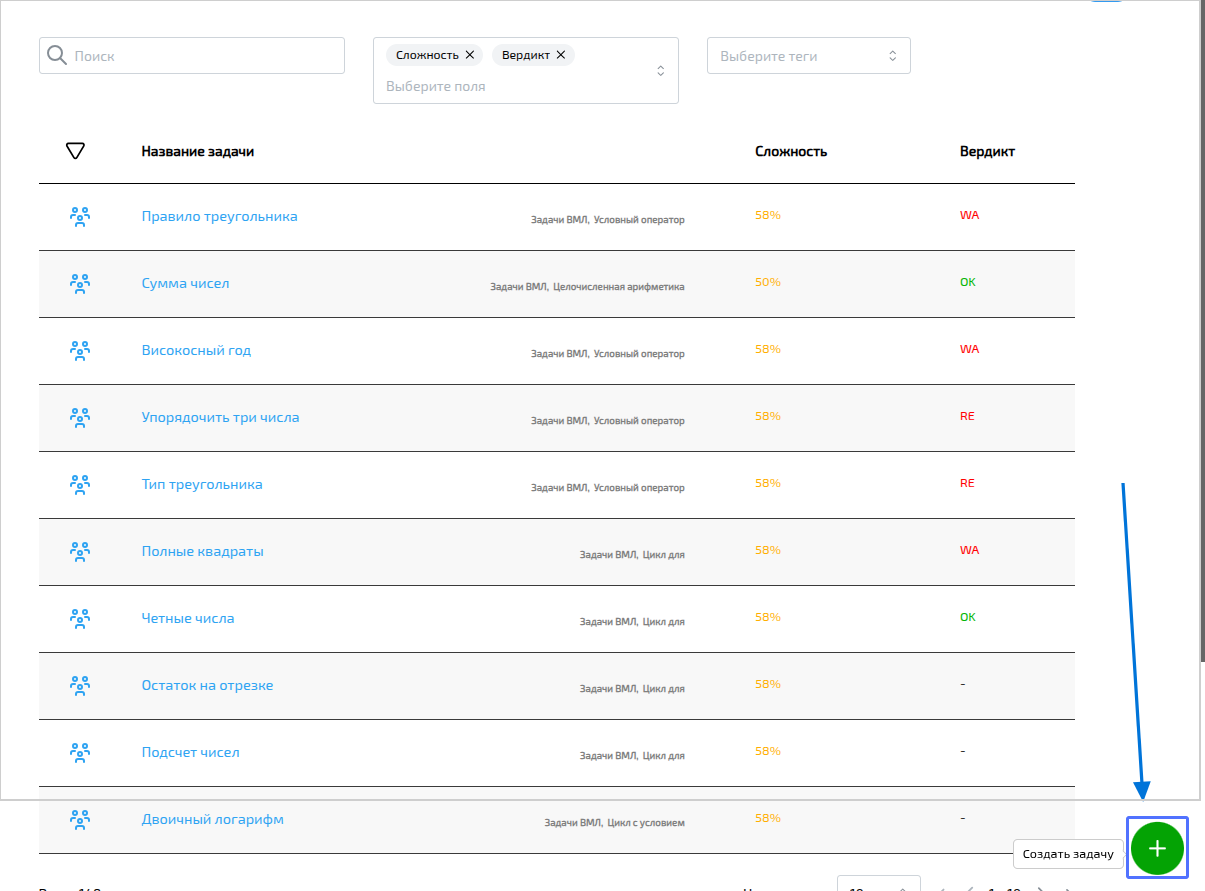 Поиск
Сложность Вердикт
Выберите поля
Выберите теги
Название задачи Сложность Вердикт
Правило треугольника Задачи ВМЛ, Условный оператор 58% WA
Сумма чисел Задачи ВМЛ, Целочисленная арифметика 50% OK
Високосный год Задачи ВМЛ, Условный оператор 58% WA
Упорядочить три числа Задачи ВМЛ, Условный оператор 58% RE
Тип треугольника Задачи ВМЛ, Условный оператор 58% RE
Полные квадраты Задачи ВМЛ, Цикл для 58% WA
Четные числа Задачи ВМЛ, Цикл для 58% OK
Остаток на отрезке Задачи ВМЛ, Цикл для 58% -
Подсчет чисел Задачи ВМЛ, Цикл для 58% -
Двоичный логарифм Задачи ВМЛ, Цикл с условием 58% -
Создать задачу